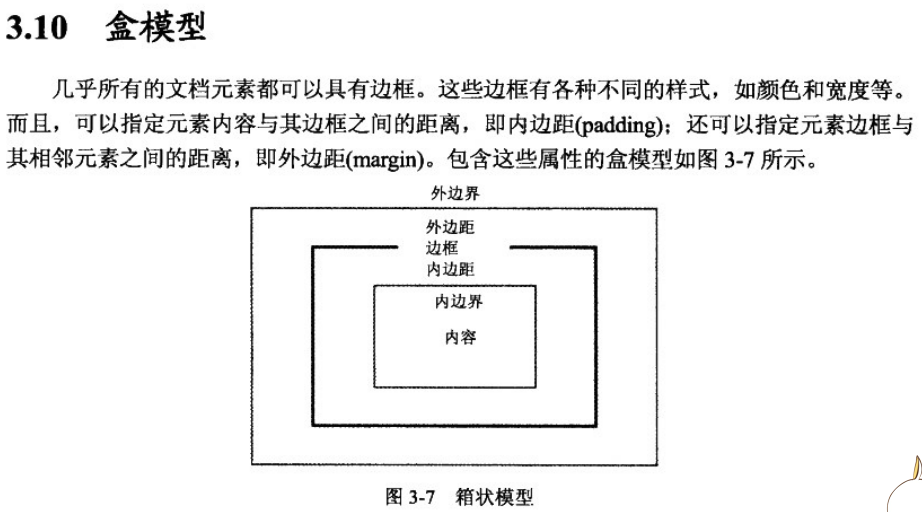 3.10 盒模型
几乎所有的文档元素都可以具有边框。这些边框有各种不同的样式，如颜色和宽度等。
而且，可以指定元素内容与其边框之间的距离，即内边距(padding)；还可以指定元素边框与
其相邻元素之间的距离，即外边距(margin)。包含这些属性的盒模型如图 3-7 所示。
外边界
外边距
边框
内边距
内边界
内容
图 3-7 箱状模型